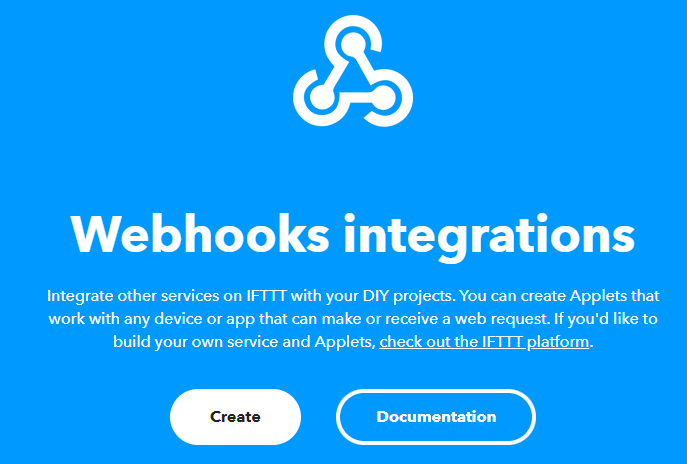 Webhooks integrations
Integrate other services on IFTTT with your DIY projects. You can create Applets that
work with any device or app that can make or receive a web request. If you'd like to
build your own service and Applets, check out the IFTTT platform.
Create
Documentation